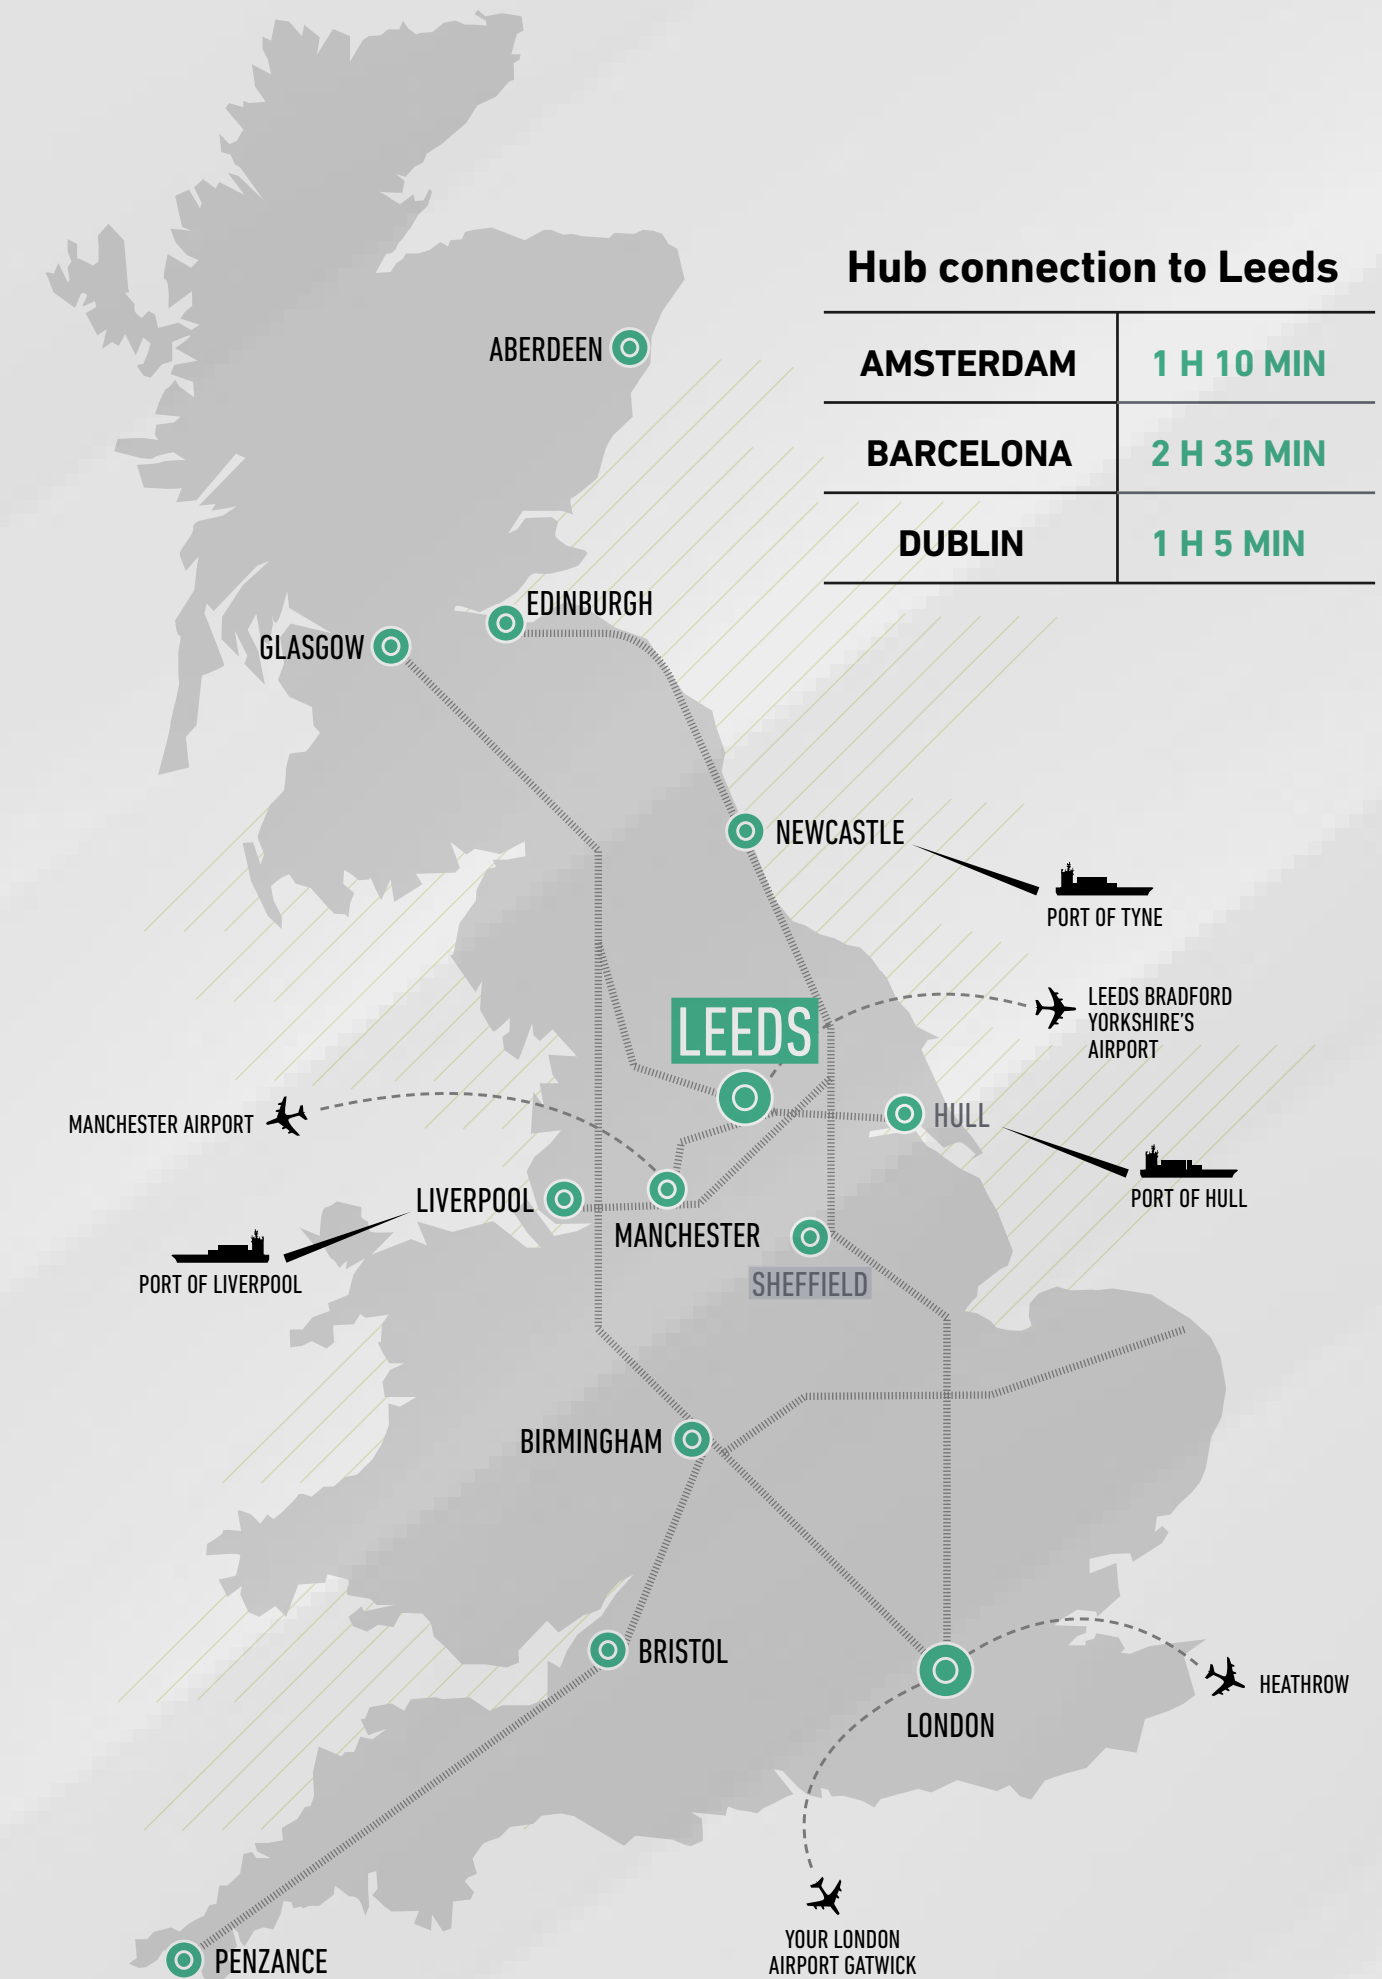 Hub connection to Leeds
AMSTERDAM 1 H 10 MIN
BARCELONA 2 H 35 MIN
DUBLIN 1 H 5 MIN
ABERDEEN
EDINBURGH
GLASGOW
NEWCASTLE
PORT OF TYNE
LEEDS
LEEDS BRADFORD
YORKSHIRE'S
AIRPORT
MANCHESTER AIRPORT
HULL
PORT OF HULL
LIVERPOOL
MANCHESTER
PORT OF LIVERPOOL
SHEFFIELD
BIRMINGHAM
BRISTOL
HEATHROW
LONDON
YOUR LONDON
AIRPORT GATWICK
PENZANCE